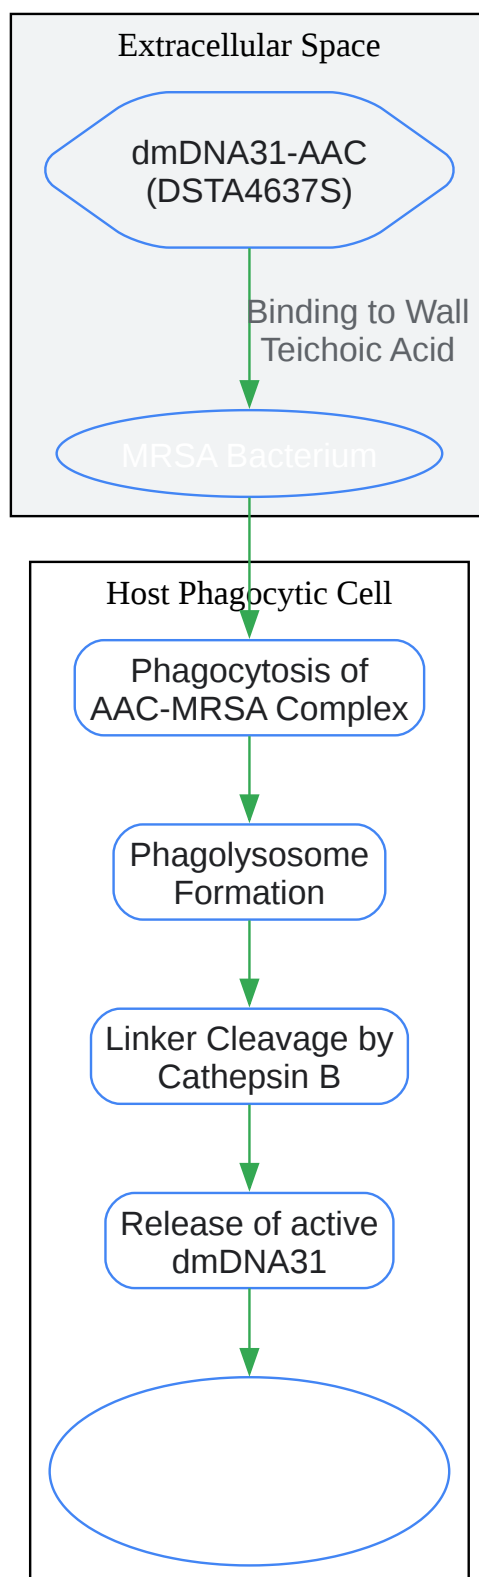 Extracellular Space
dmDNA31-AAC
(DSTA4637S)
Binding to Wall
Teichoic Acid
MRSA Bacterium
Host Phagocytic Cell
Phagocytosis of
AAC-MRSA Complex
Phagolysosome
Formation
Linker Cleavage by
Cathepsin B
Release of active
dmDNA31